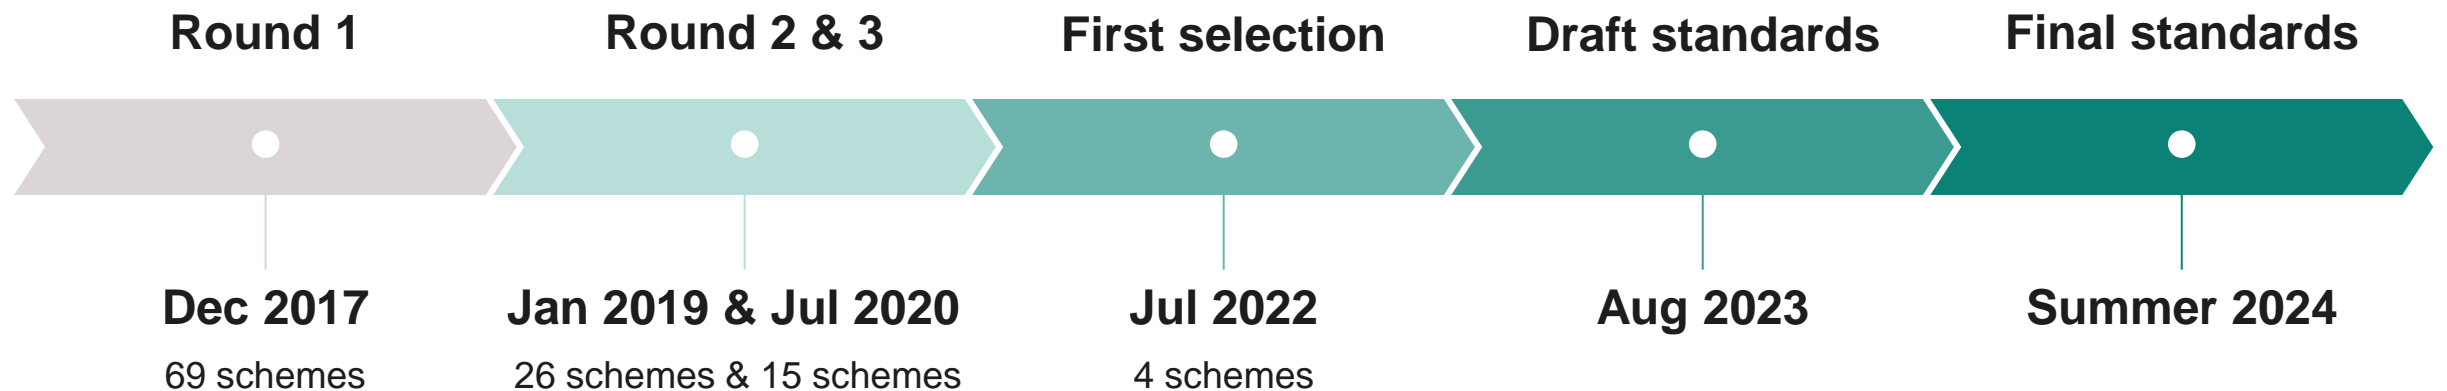 Round 1
Round 2 & 3
First selection
Draft standards
Final standards
Dec 2017
Jan 2019 & Jul 2020
Jul 2022
Aug 2023
Summer 2024
69 schemes
26 schemes & 15 schemes
4 schemes